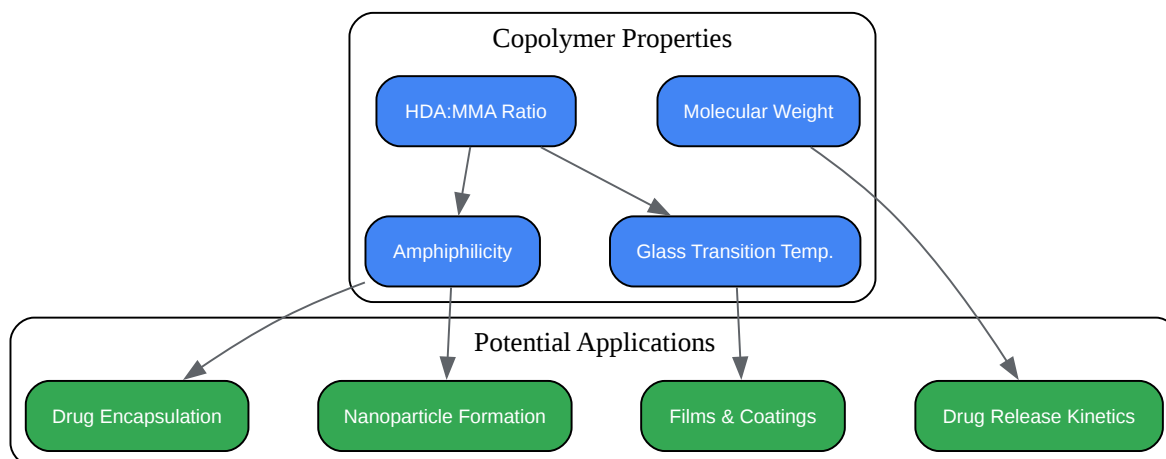 Copolymer Properties
HDA:MMA Ratio
Molecular Weight
Amphiphilicity
Glass Transition Temp.
Potential Applications
Drug Encapsulation
Nanoparticle Formation
Films & Coatings
Drug Release Kinetics